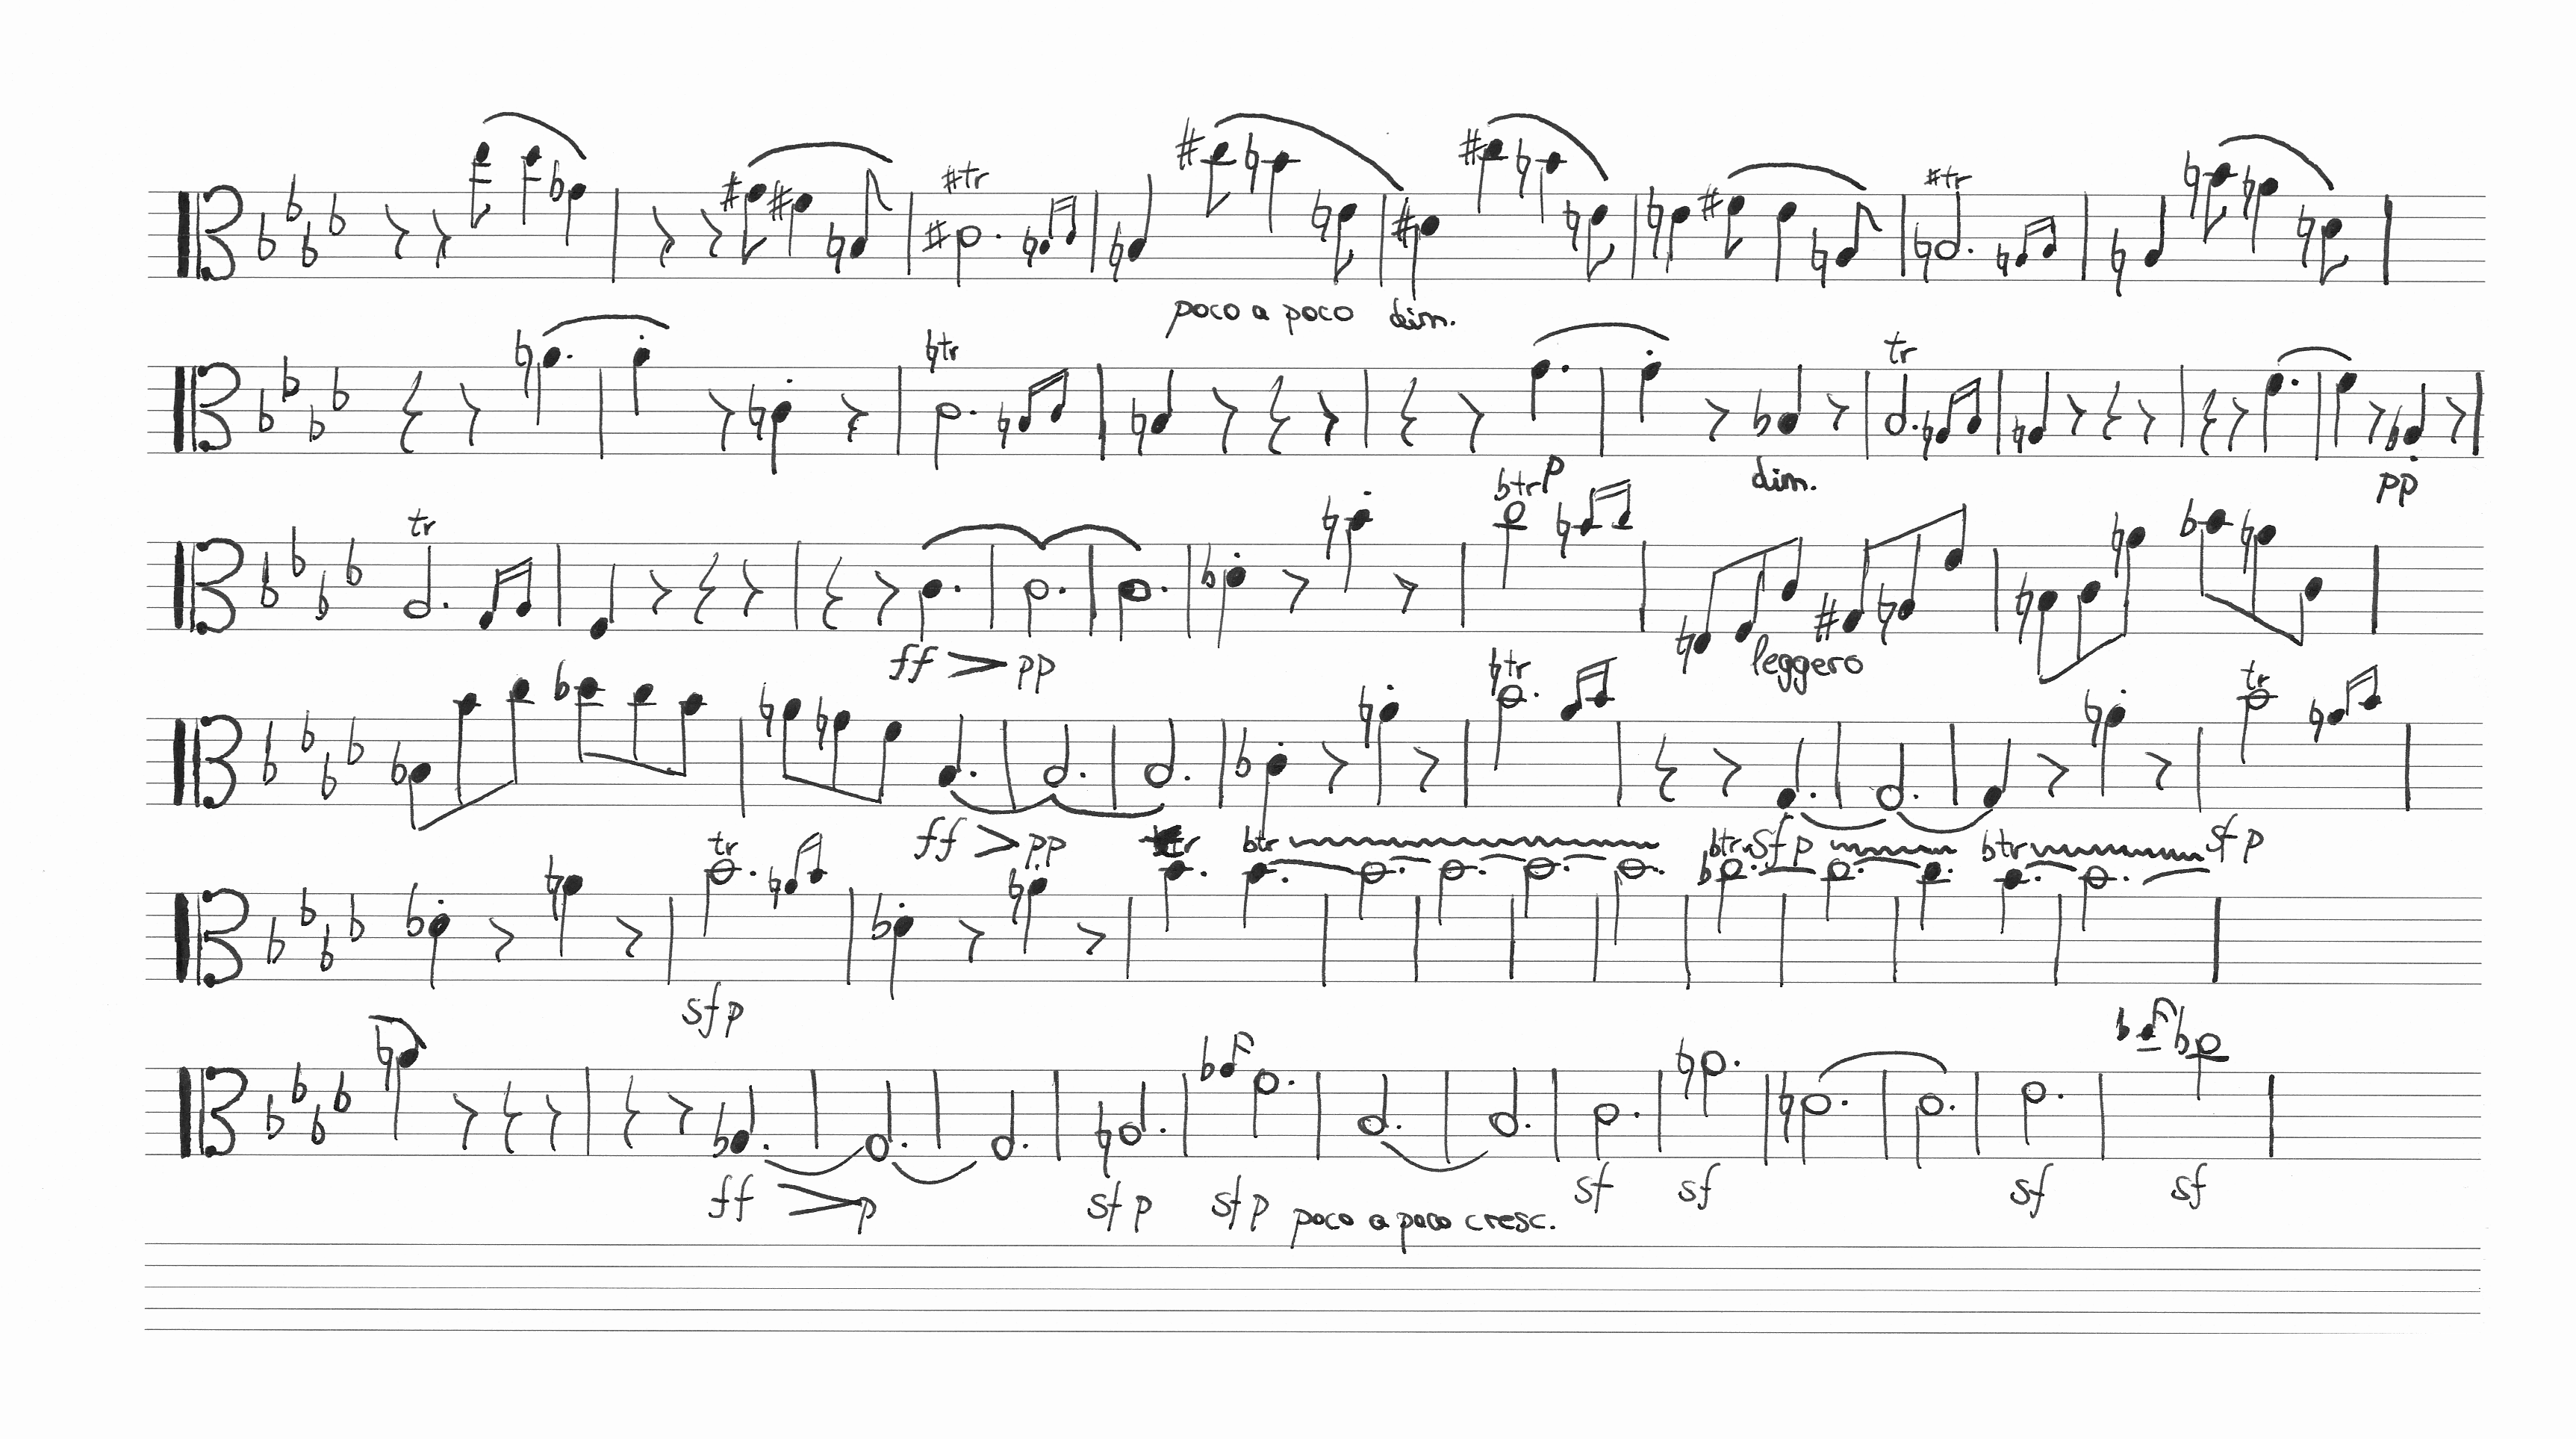 tr tr
poco a poco dim.
tr tr
p dim. pp
tr tr
ff pp leggero
tr tr
ff pp sfp sfp
tr tr tr tr tr
sfp
ff p sfp sfp poco a poco cresc. sf sf sf sf